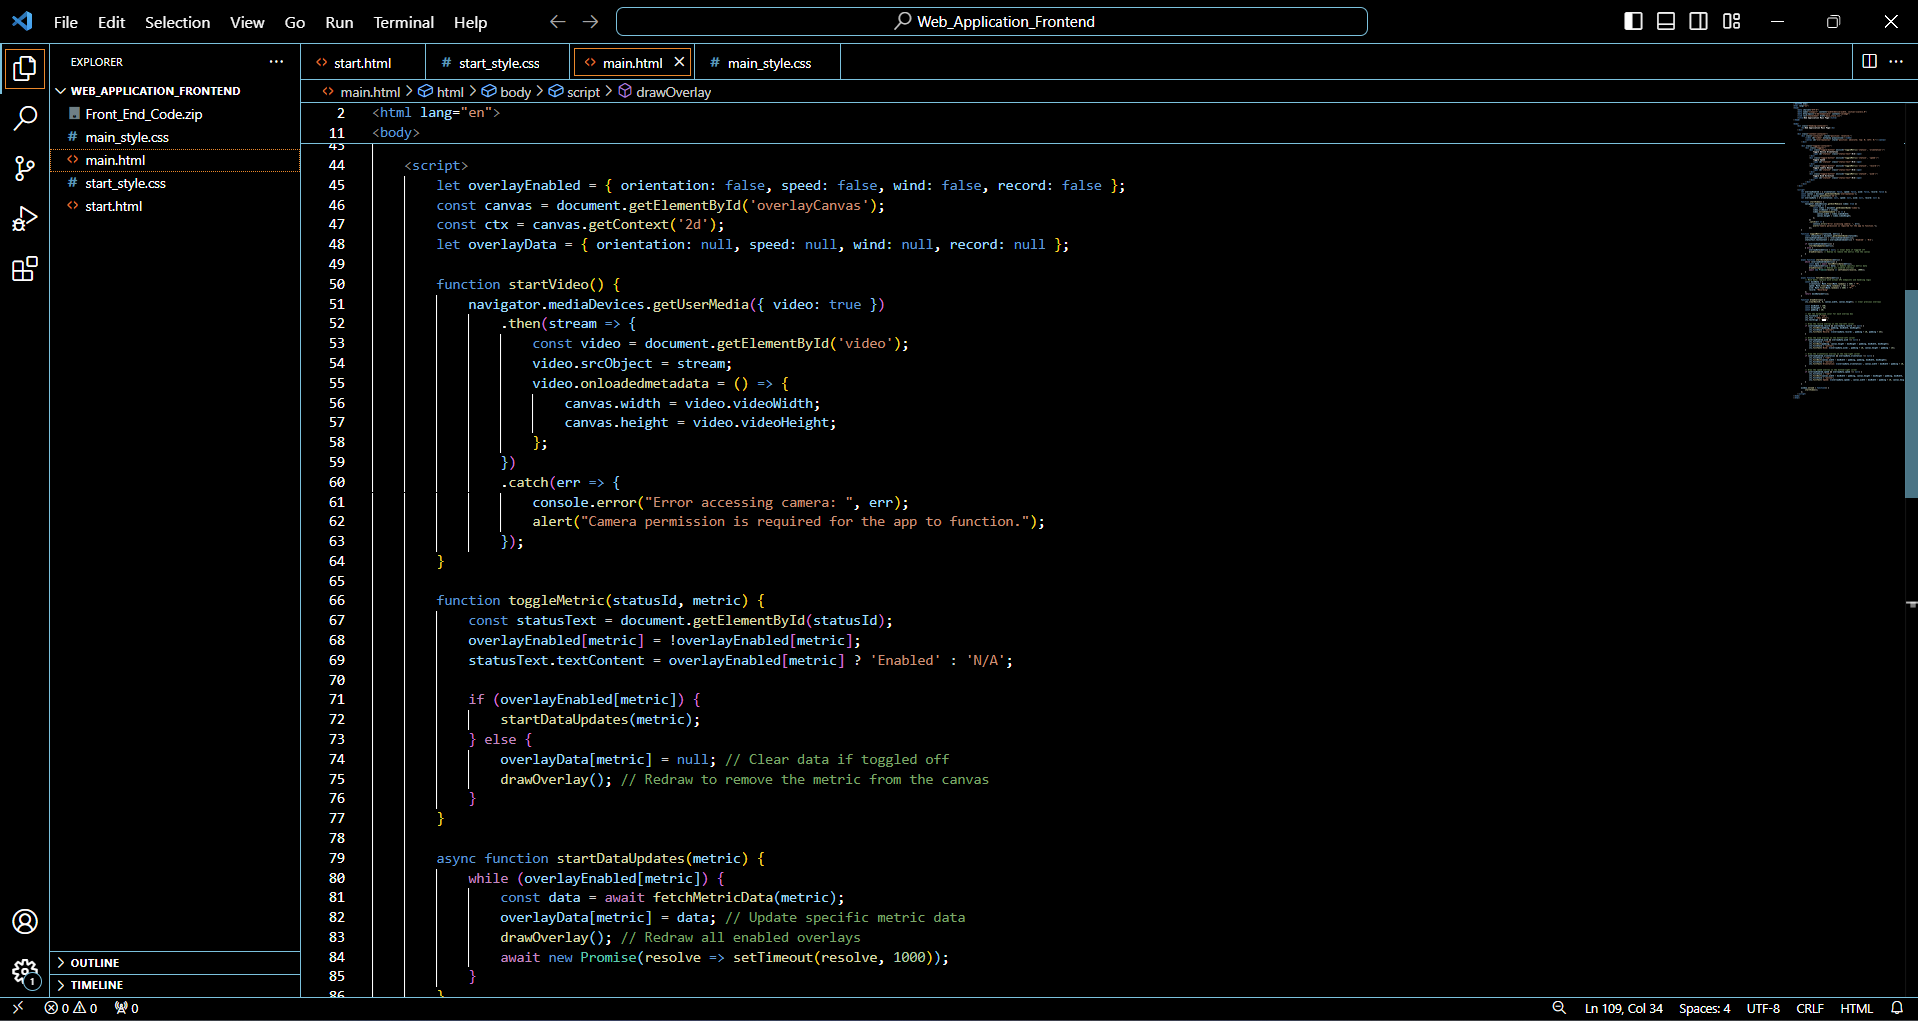 File Edit Selection View Go Run Terminal Help
Web_Application_Frontend
EXPLORER
WEB_APPLICATION_FRONTEND
Front_End_Code.zip
main_style.css
main.html
start_style.css
start.html
OUTLINE
TIMELINE
start.html # start_style.css main.html # main_style.css
main.html > html > body > script > drawOverlay
2 <html lang="en">
11 <body>
43
44 <script>
45 let overlayEnabled = { orientation: false, speed: false, wind: false, record: false };
46 const canvas = document.getElementById('overlayCanvas');
47 const ctx = canvas.getContext('2d');
48 let overlayData = { orientation: null, speed: null, wind: null, record: null };
49
50 function startVideo() {
51 navigator.mediaDevices.getUserMedia({ video: true })
52 .then(stream => {
53 const video = document.getElementById('video');
54 video.srcObject = stream;
55 video.onloadedmetadata = () => {
56 canvas.width = video.videoWidth;
57 canvas.height = video.videoHeight;
58 };
59 })
60 .catch(err => {
61 console.error("Error accessing camera: ", err);
62 alert("Camera permission is required for the app to function.");
63 });
64 }
65
66 function toggleMetric(statusId, metric) {
67 const statusText = document.getElementById(statusId);
68 overlayEnabled[metric] = !overlayEnabled[metric];
69 statusText.textContent = overlayEnabled[metric] ? 'Enabled' : 'N/A';
70
71 if (overlayEnabled[metric]) {
72 startDataUpdates(metric);
73 } else {
74 overlayData[metric] = null; // Clear data if toggled off
75 drawOverlay(); // Redraw to remove the metric from the canvas
76 }
77 }
78
79 async function startDataUpdates(metric) {
80 while (overlayEnabled[metric]) {
81 const data = await fetchMetricData(metric);
82 overlayData[metric] = data; // Update specific metric data
83 drawOverlay(); // Redraw all enabled overlays
84 await new Promise(resolve => setTimeout(resolve, 1000));
85 }
86 }
1
0 0 0
Ln 109, Col 34 Spaces: 4 UTF-8 CRLF HTML